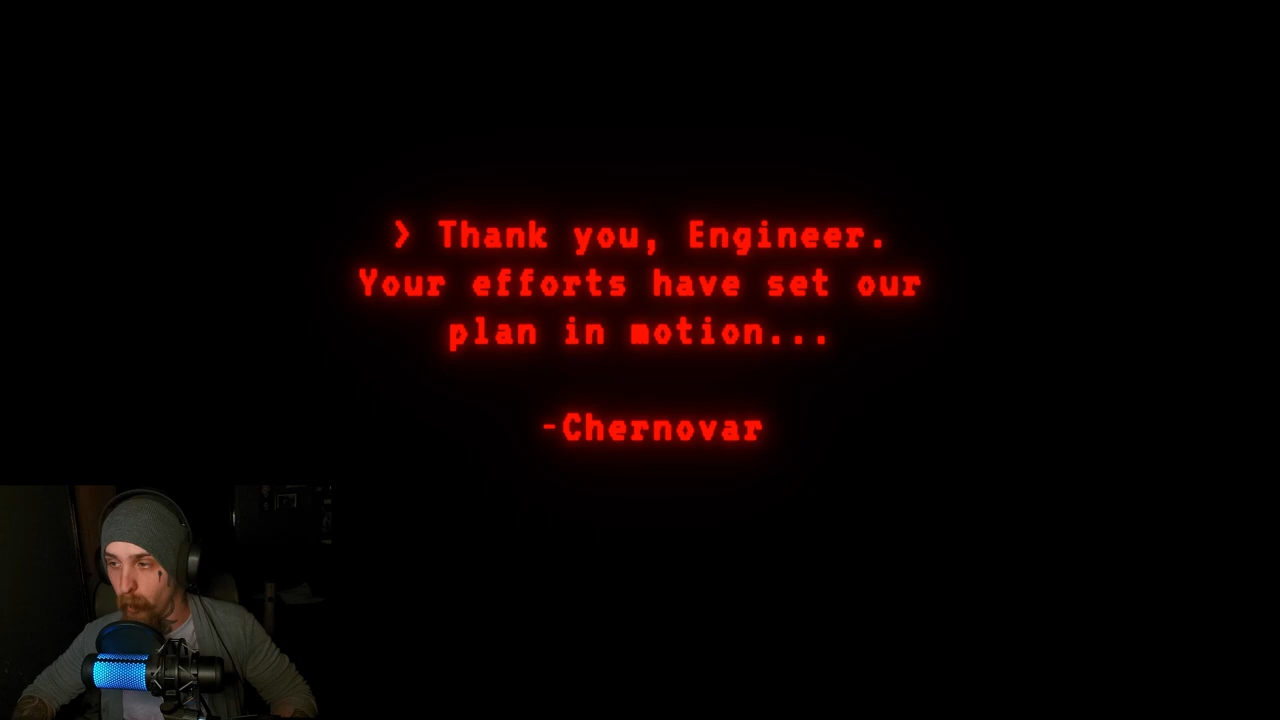 > Thank you, Engineer.
Your efforts have set our
plan in motion...
-Chernovar